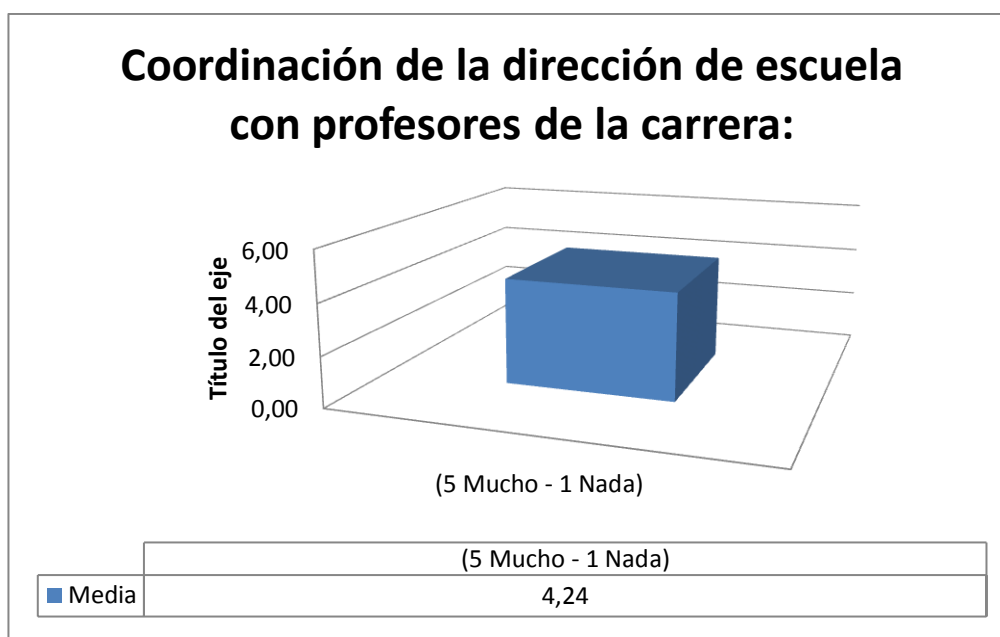 Coordinación de la dirección de escuela
con profesores de la carrera:
Título del eje
6,00
4,00
2,00
0,00
(5 Mucho - 1 Nada)
(5 Mucho - 1 Nada)
Media 4,24